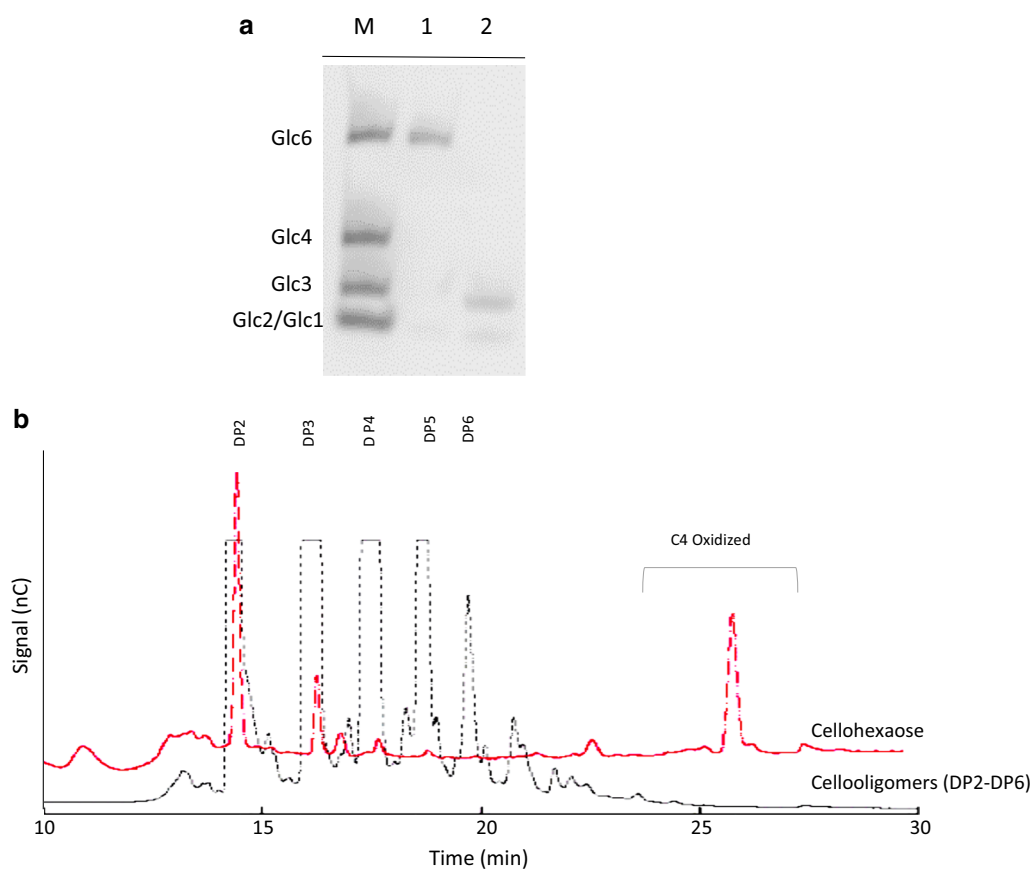 a
M 1 2
Glc6
Glc4
Glc3
Glc2/Glc1
b
DP2 DP3 D P4 DP5 DP6
C4 Oxidized
Signal (nC)
Cellohexaose
Cellooligomers (DP2-DP6)
10 15 20 25 30
Time (min)